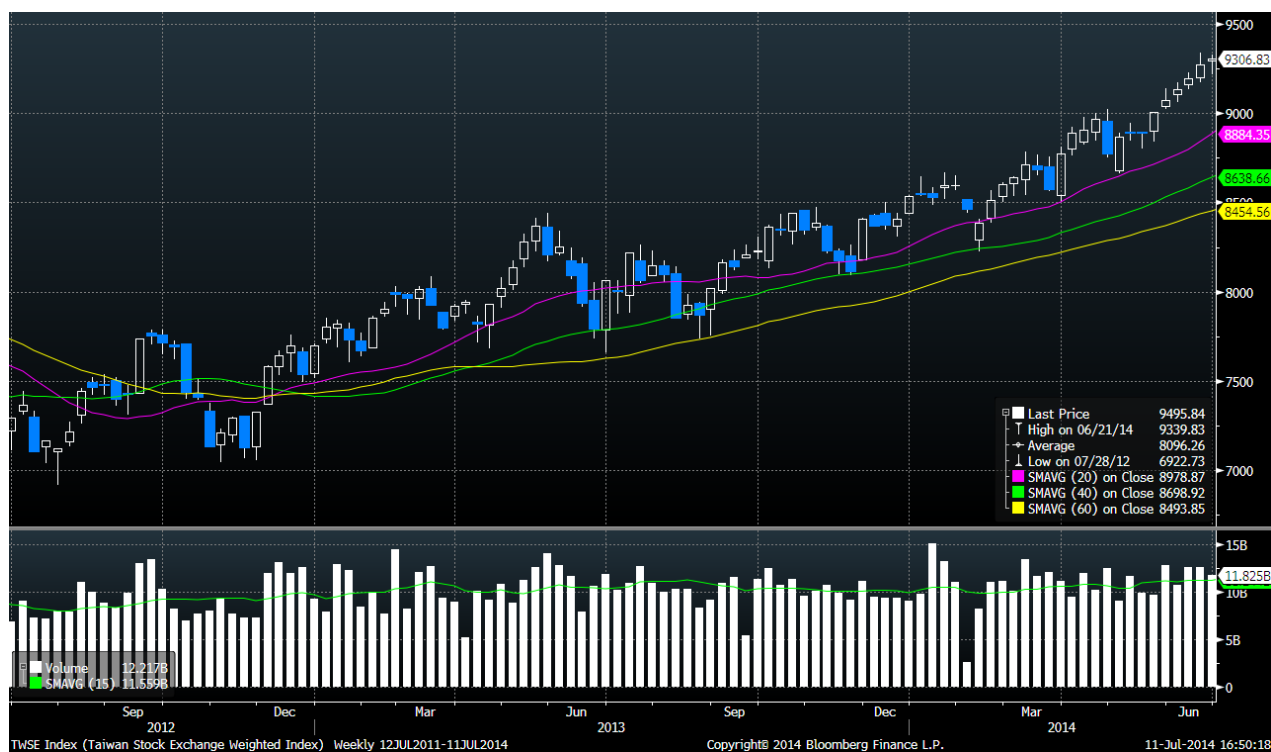 9500
9306.83
9000
8884.35
8638.66
8500
8454.56
8000
7500
Last Price 9495.84
High on 06/21/14 9339.83
Average 8096.26
Low on 07/28/12 6922.73
SMAVG (20) on Close 8978.87
SMAVG (40) on Close 8698.92
SMAVG (60) on Close 8493.85
7000
15B
11.825B
10B
5B
0
Volume 12.217B
SMAVG (15) 11.559B
Sep Dec Mar Jun Sep Dec Mar Jun
2012 2013 2014
TWSE Index (Taiwan Stock Exchange Weighted Index) Weekly 12JUL2011-11JUL2014 Copyright© 2014 Bloomberg Finance L.P. 11-Jul-2014 16:50:18